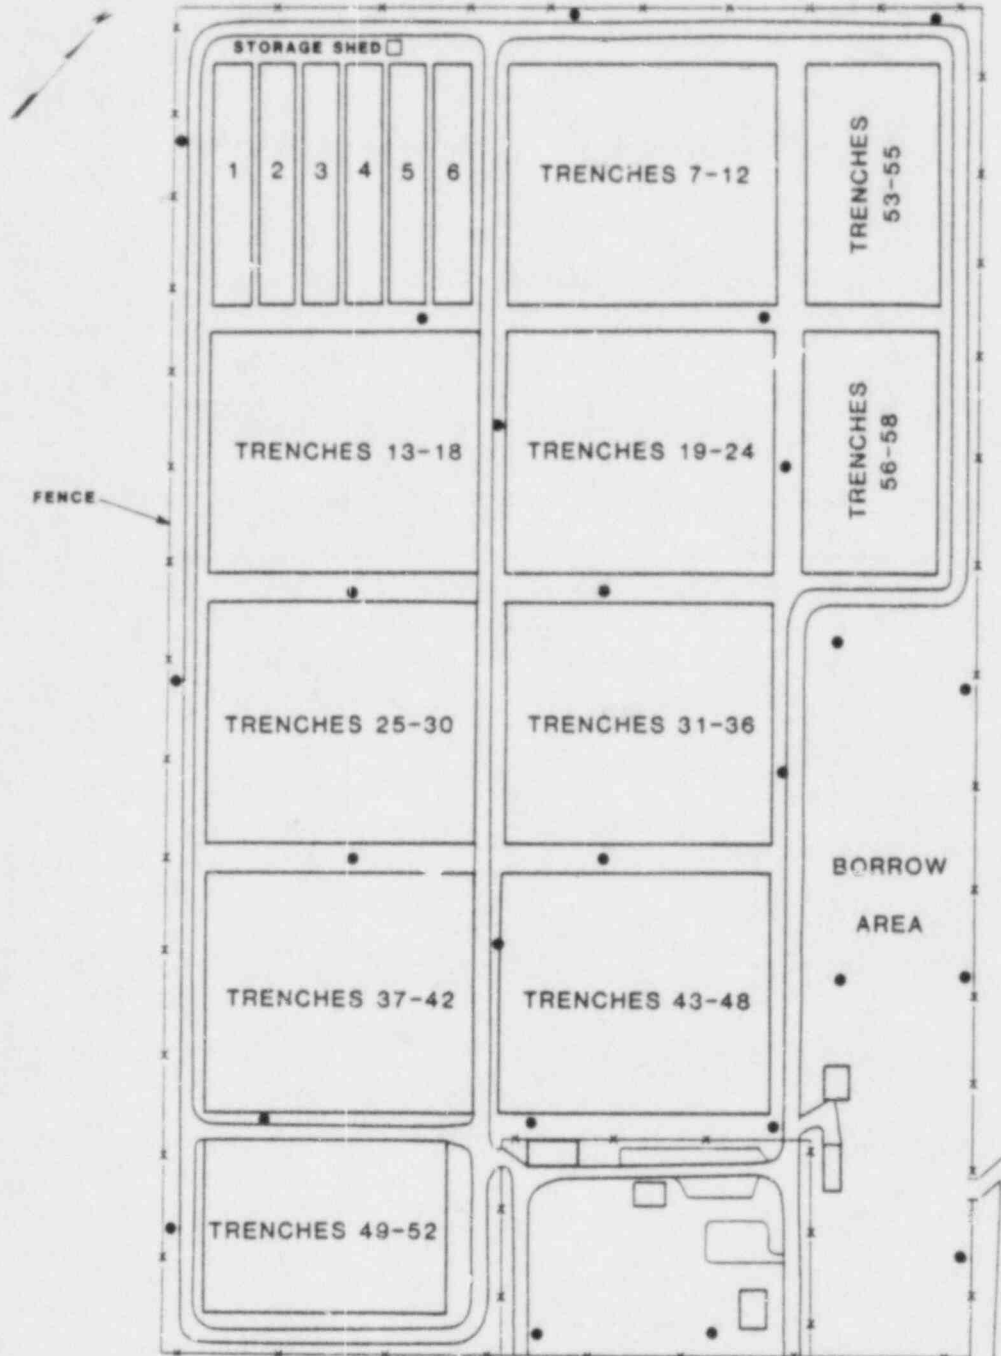 STORAGE SHED
1 2 3 4 5 6
TRENCHES 7-12
TRENCHES
53-55
TRENCHES 13-18
TRENCHES 19-24
TRENCHES
56-58
FENCE
TRENCHES 25-30
TRENCHES 31-36
BORROW
AREA
TRENCHES 37-42
TRENCHES 43-48
TRENCHES 49-52